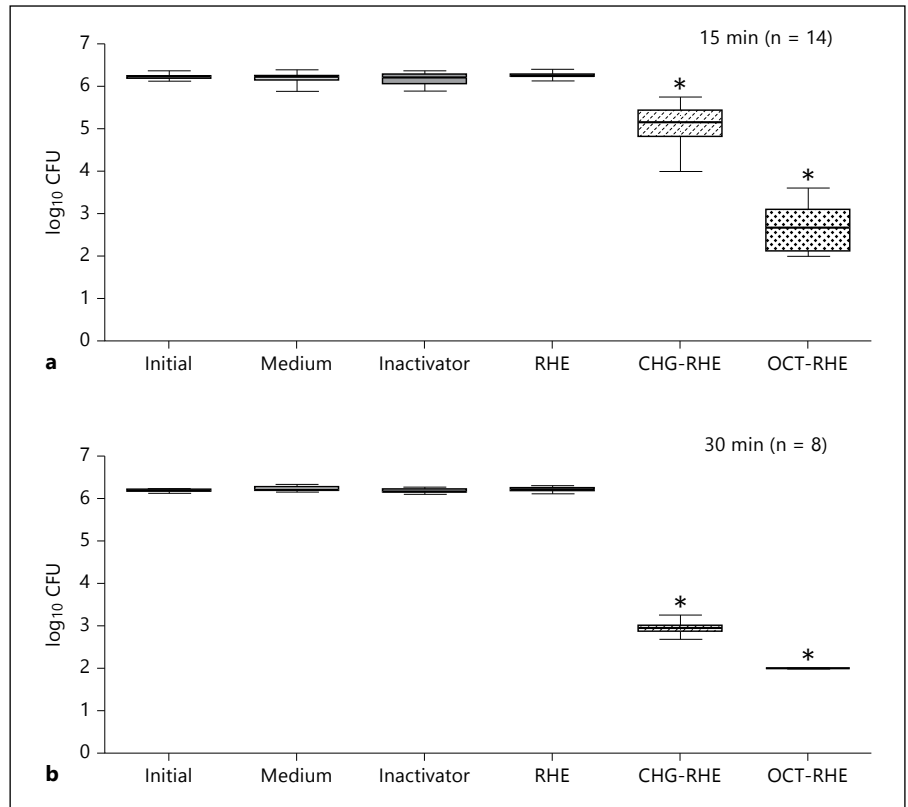 15 min (n = 14)
7
6
5
4
3
2
1
0
log₁₀ CFU
*
*
a
Initial Medium Inactivator RHE CHG-RHE OCT-RHE
30 min (n = 8)
7
6
5
4
3
2
1
0
log₁₀ CFU
*
*
b
Initial Medium Inactivator RHE CHG-RHE OCT-RHE